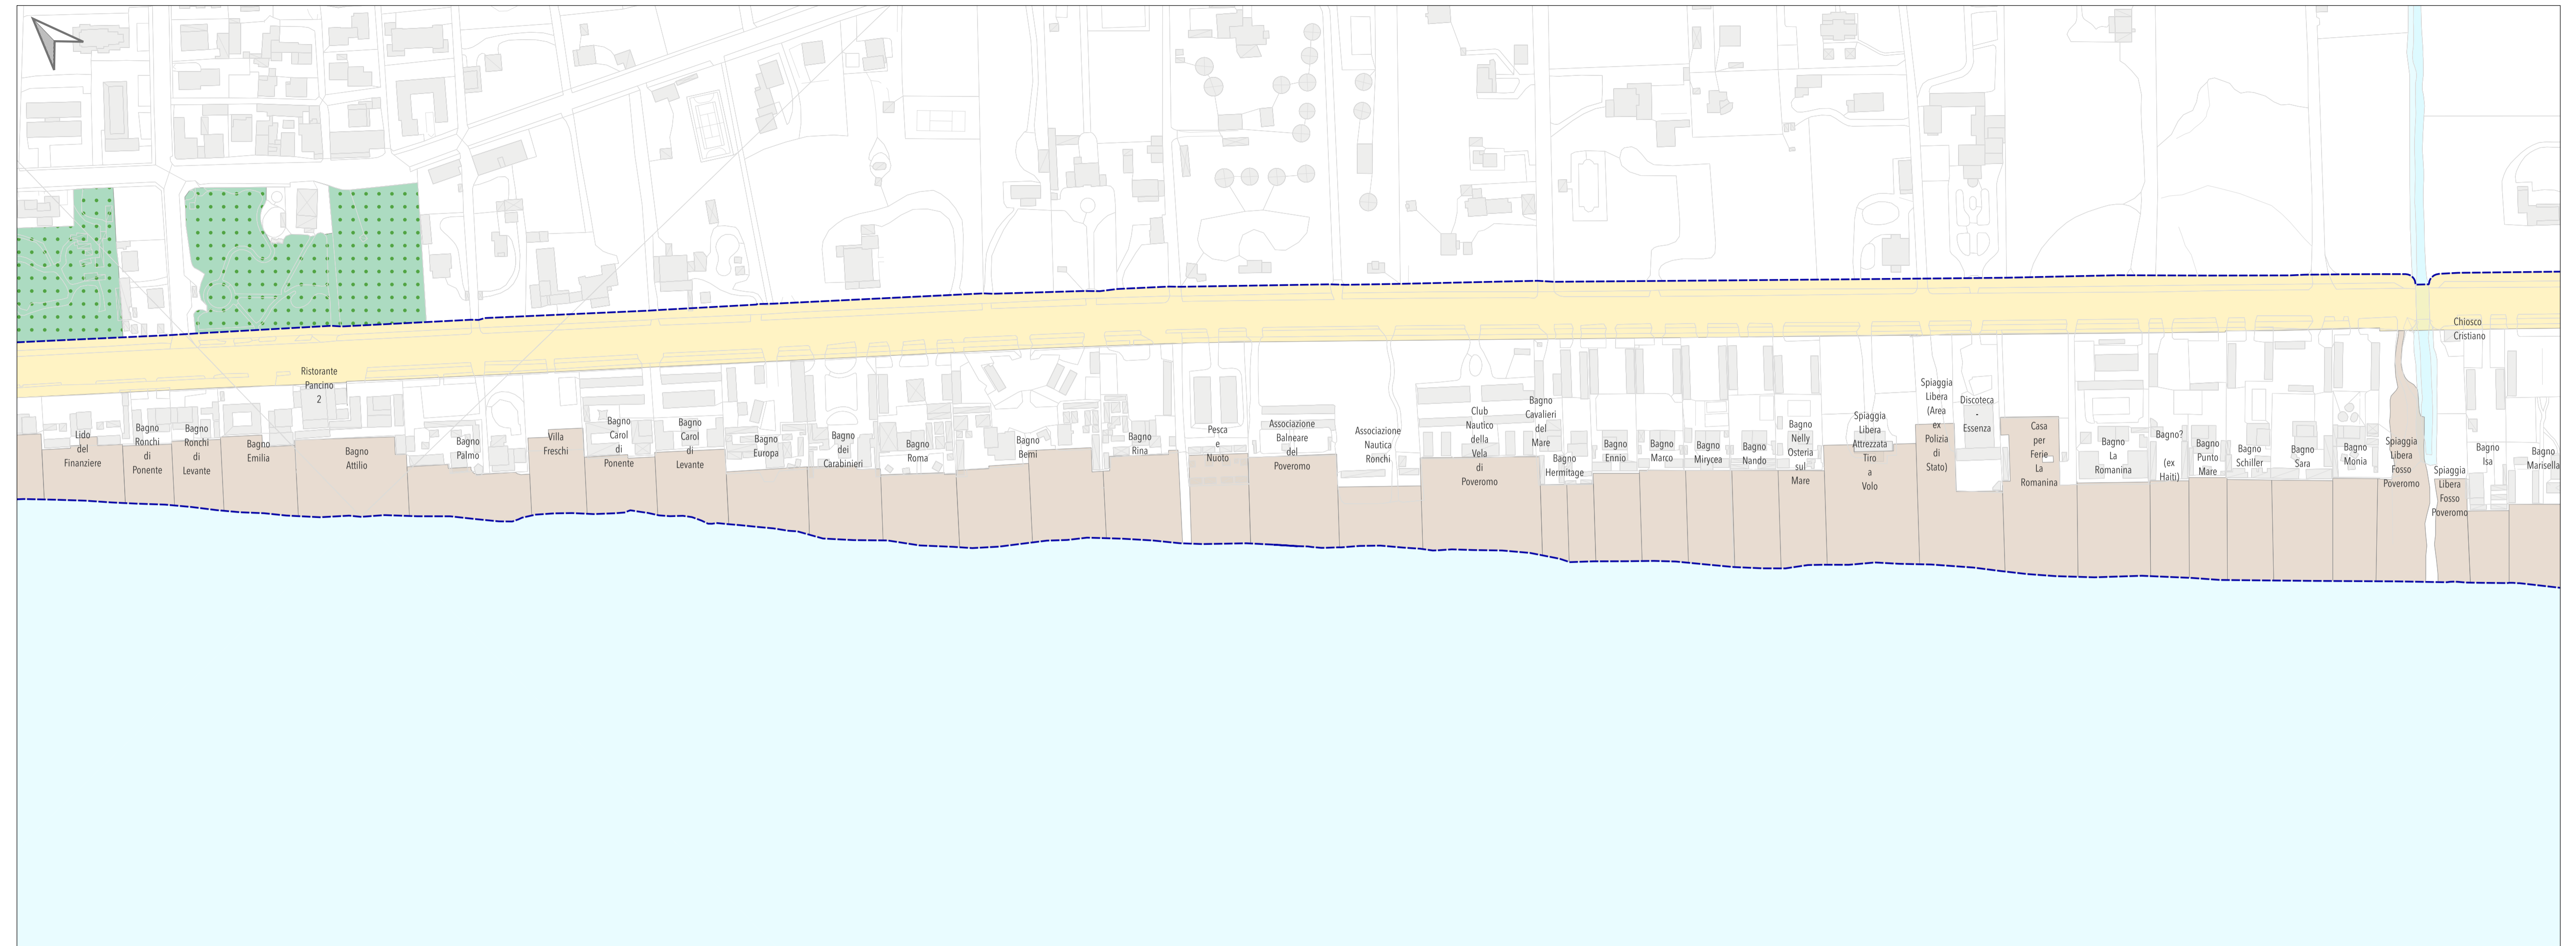 Ristorante
Pancino
2
Lido
del
Finanziere
Bagno
Ronchi
di
Ponente
Bagno
Ronchi
di
Levante
Bagno
Emilia
Bagno
Attilio
Bagno
Palmo
Villa
Freschi
Bagno
Carol
di
Ponente
Bagno
Carol
di
Levante
Bagno
Europa
Bagno
dei
Carabinieri
Bagno
Roma
Bagno
Berni
Bagno
Rina
Pesca
e
Nuoto
Associazione
Balneare
del
Poveromo
Associazione
Nautica
Ronchi
Club
Nautico
della
Vela
di
Poveromo
Bagno
Cavalieri
del
Mare
Bagno
Hermitage
Bagno
Ennio
Bagno
Marco
Bagno
Mirycea
Bagno
Nando
Bagno
Nelly
Osteria
sul
Mare
Spiaggia
Libera
Attrezzata
Tiro
a
Volo
Spiaggia
Libera
(Area
ex
Polizia
di
Stato)
Discoteca
-
Essenza
Casa
per
Ferie
La
Romanina
Bagno
La
Romanina
Bagno?
(ex
Haiti)
Bagno
Punto
Mare
Bagno
Schiller
Bagno
Sara
Bagno
Monia
Spiaggia
Libera
Fosso
Poveromo
Spiaggia
Libera
Fosso
Poveromo
Chiosco
Cristiano
Bagno
Isa
Bagno
Marisella